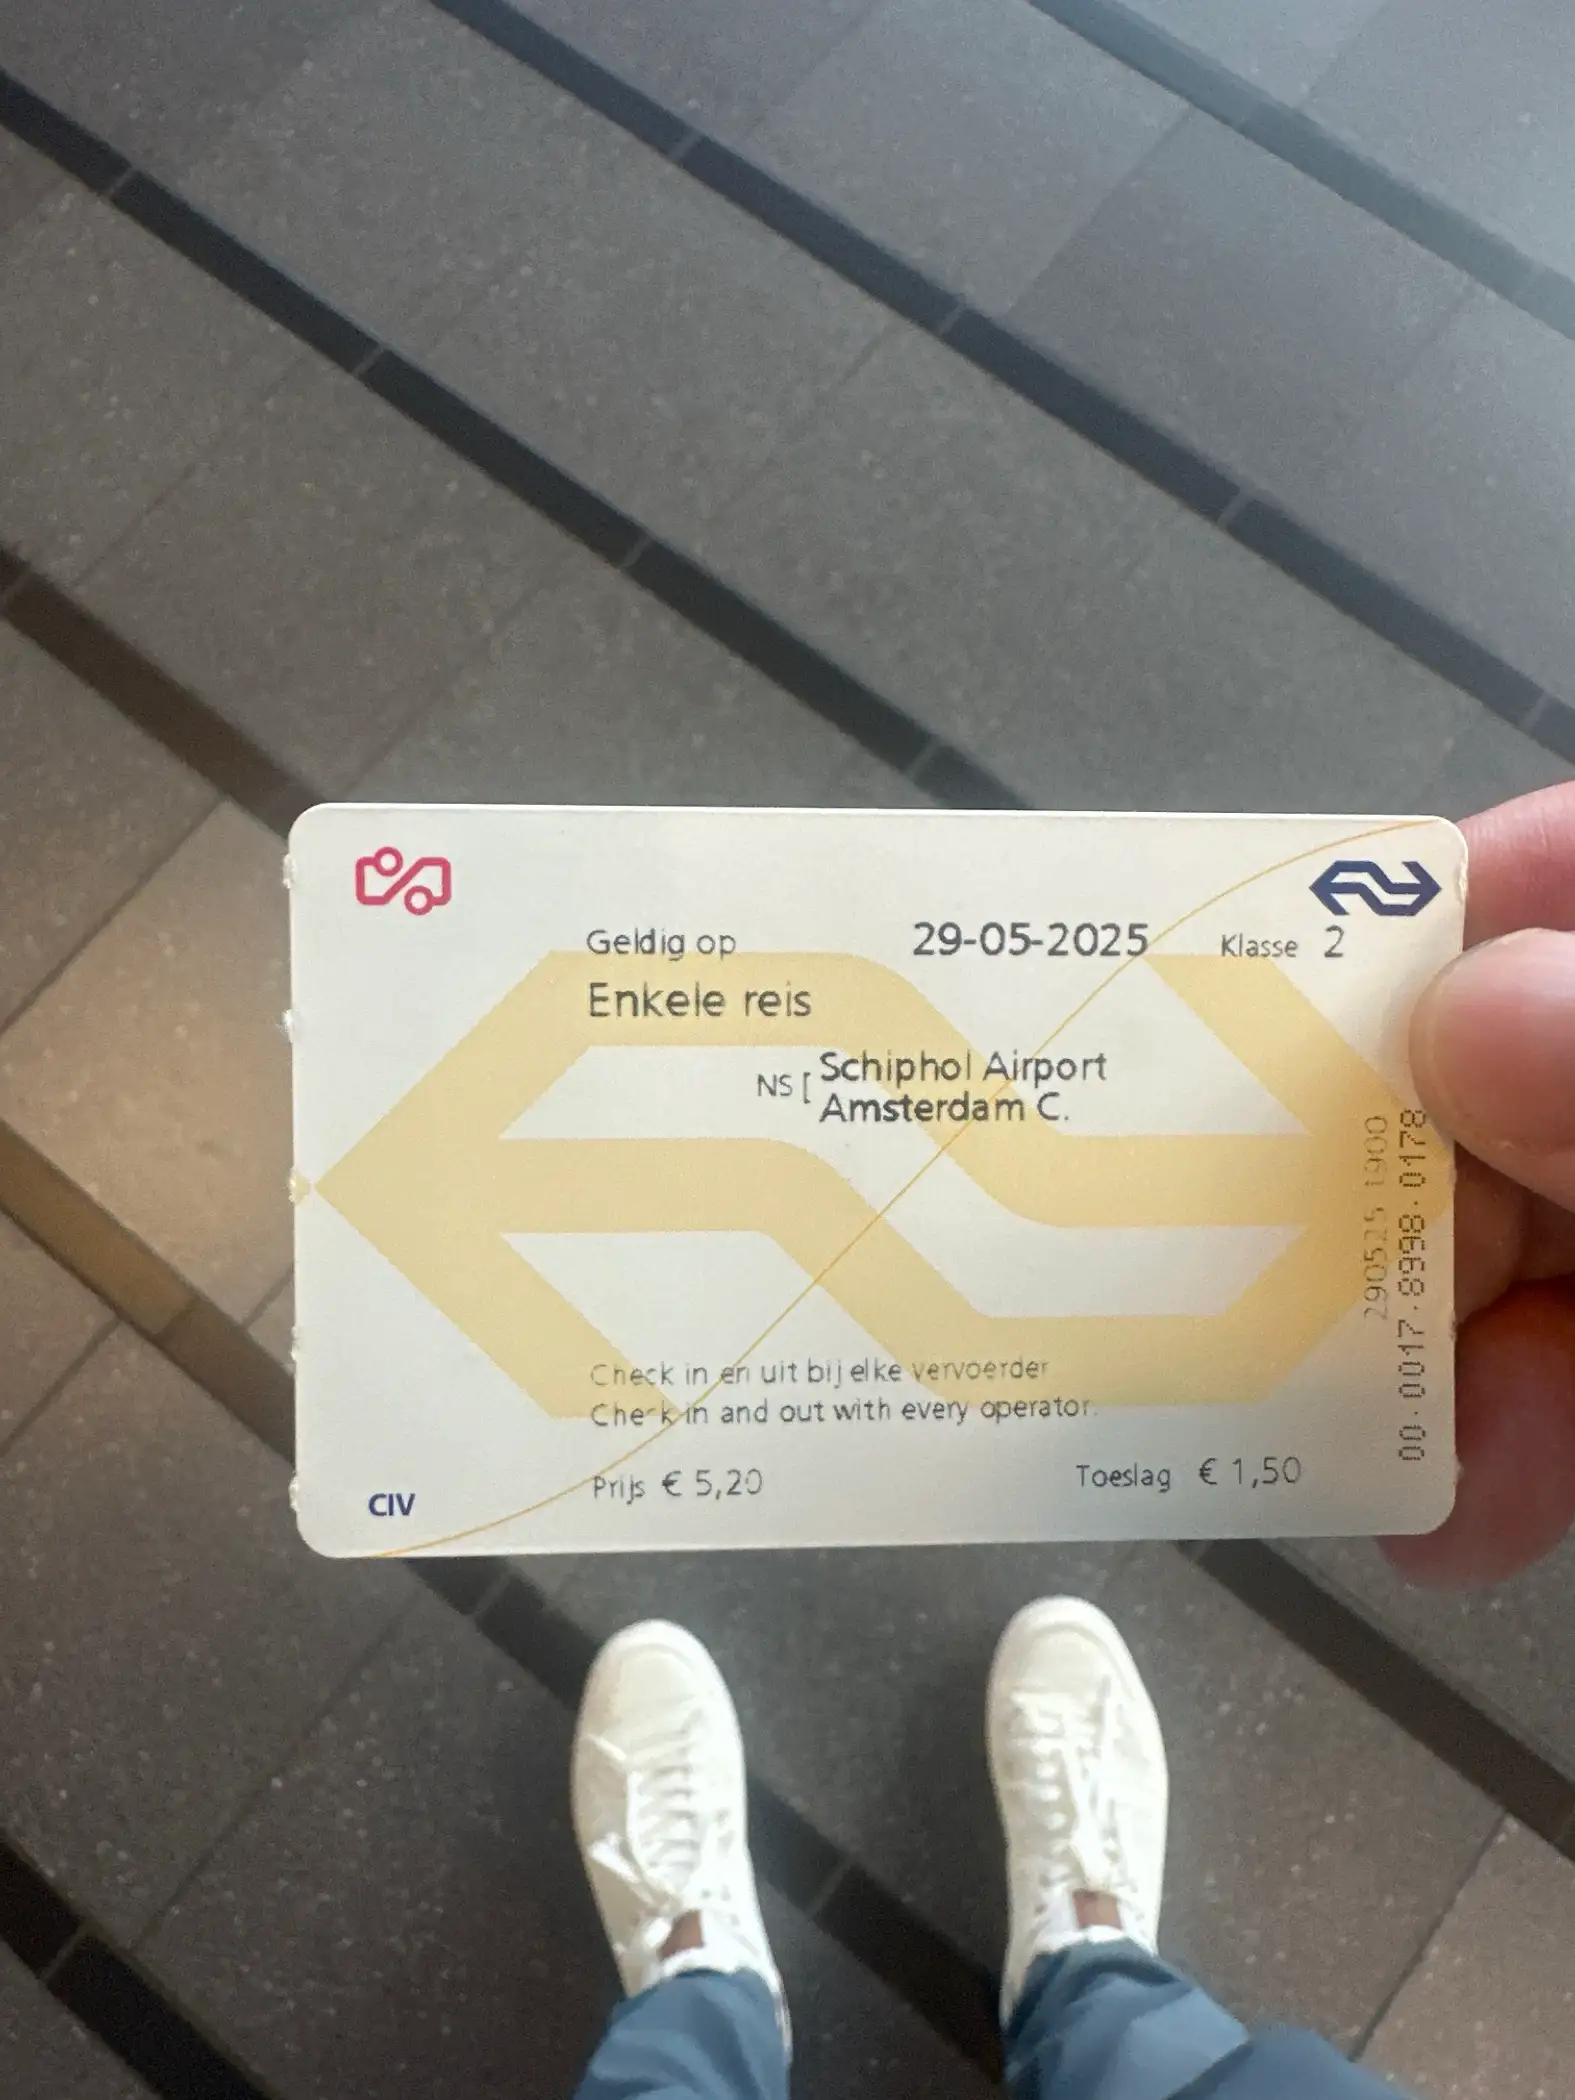 Geldig op 29-05-2025 Klasse 2
Enkele reis
NS [ Schiphol Airport
Amsterdam C.
Check in en uit bij elke vervoerder
Check in and out with every operator.
Prijs € 5,20 Toeslag € 1,50
CIV
290525 1900
00·0017·8998·0178